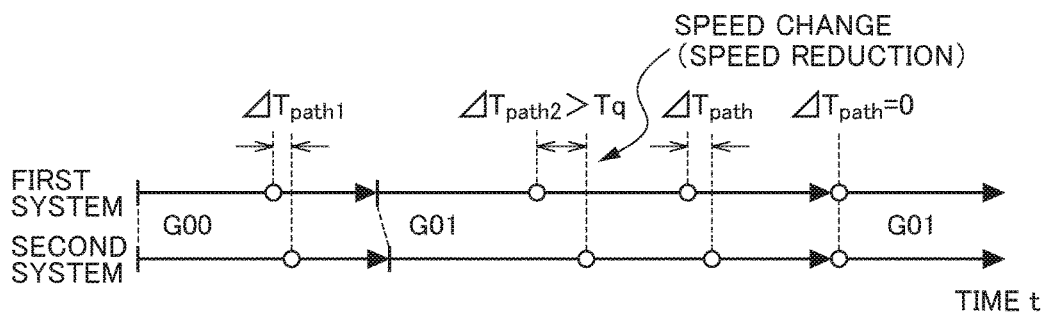 SPEED CHANGE
(SPEED REDUCTION)
⊿Tpath1
⊿Tpath2>Tq
⊿Tpath
⊿Tpath=0
FIRST
SYSTEM
G00
G01
G01
SECOND
SYSTEM
TIME t